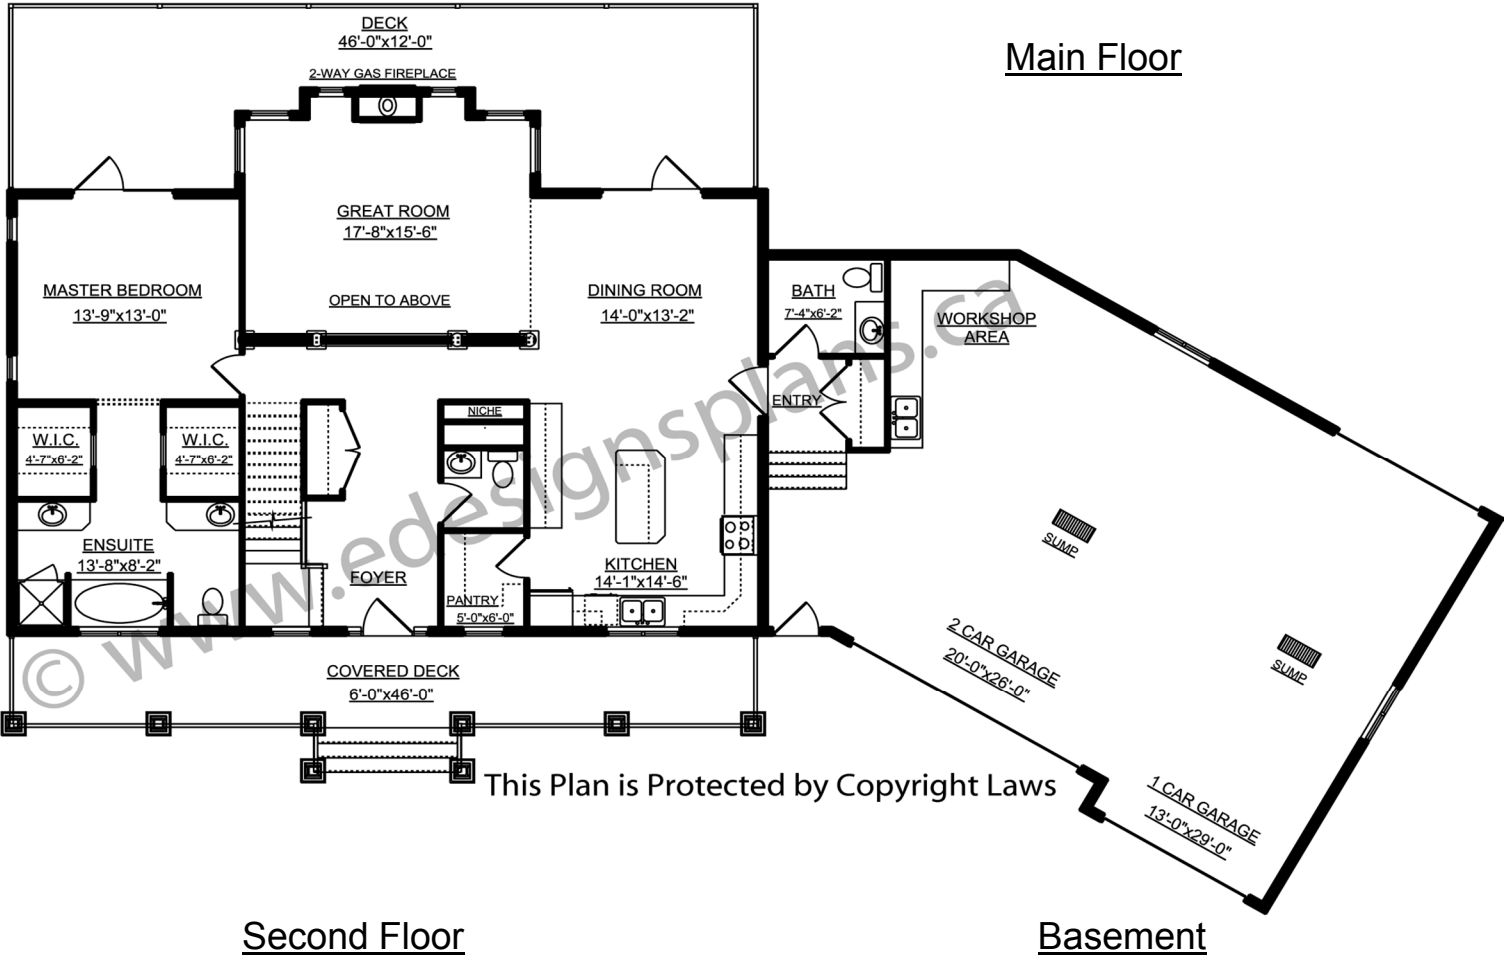 DECK
46'-0"x12'-0"
Main Floor
2-WAY GAS FIREPLACE
GREAT ROOM
17'-8"x15'-6"
OPEN TO ABOVE
MASTER BEDROOM
13'-9"x13'-0"
DINING ROOM
14'-0"x13'-2"
BATH
7'-4"x6'-2"
WORKSHOP
AREA
ENTRY
NICHE
W.I.C.
4'-7"x6'-2"
W.I.C.
4'-7"x6'-2"
ENSUITE
13'-8"x8'-2"
FOYER
PANTRY
5'-0"x6'-0"
KITCHEN
14'-1"x14'-6"
SUMP
SUMP
2 CAR GARAGE
20'-0"x26'-0"
1 CAR GARAGE
13'-0"x29'-0"
COVERED DECK
6'-0"x46'-0"
© www.edesignsplans.ca
This Plan is Protected by Copyright Laws
Second Floor
Basement